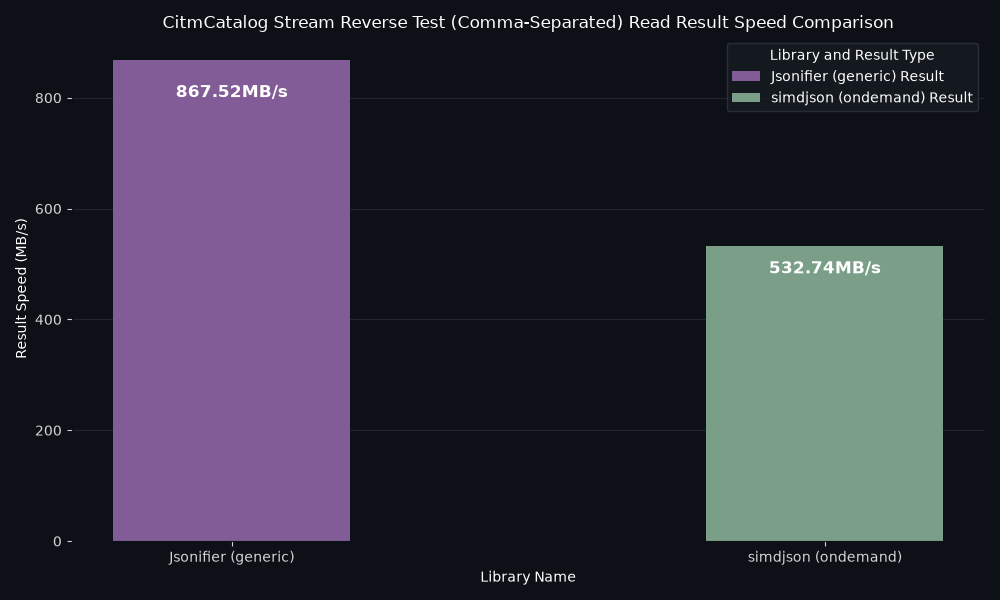 CitmCatalog Stream Reverse Test (Comma-Separated) Read Result Speed Comparison
Library and Result Type
Jsonifier (generic) Result
simdjson (ondemand) Result
867.52MB/s
532.74MB/s
Result Speed (MB/s)
800
600
400
200
0
Jsonifier (generic)
simdjson (ondemand)
Library Name